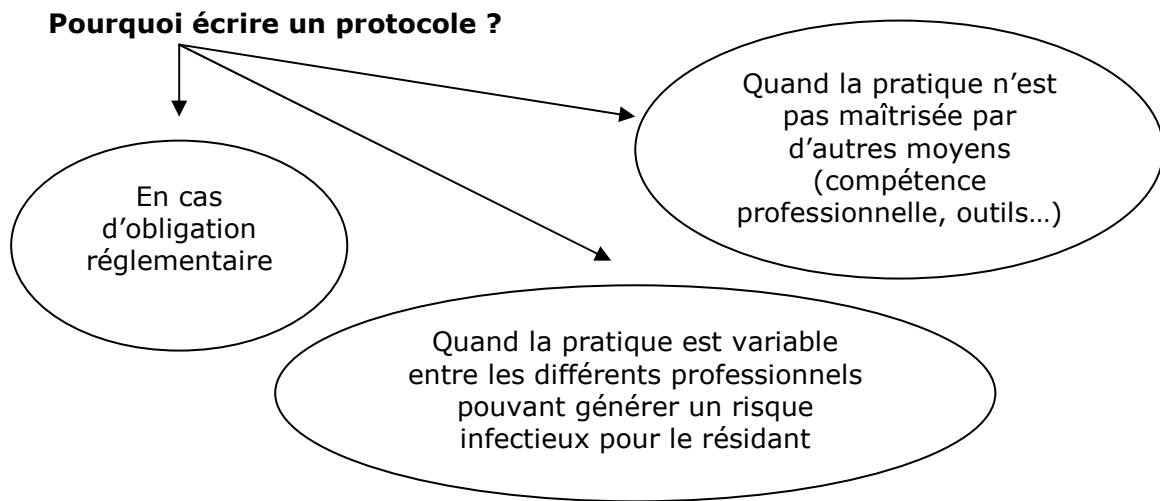 Pourquoi écrire un protocole ?
En cas
d’obligation
réglementaire
Quand la pratique n’est
pas maîtrisée par
d’autres moyens
(compétence
professionnelle, outils…)
Quand la pratique est variable
entre les différents professionnels
pouvant générer un risque
infectieux pour le résidant